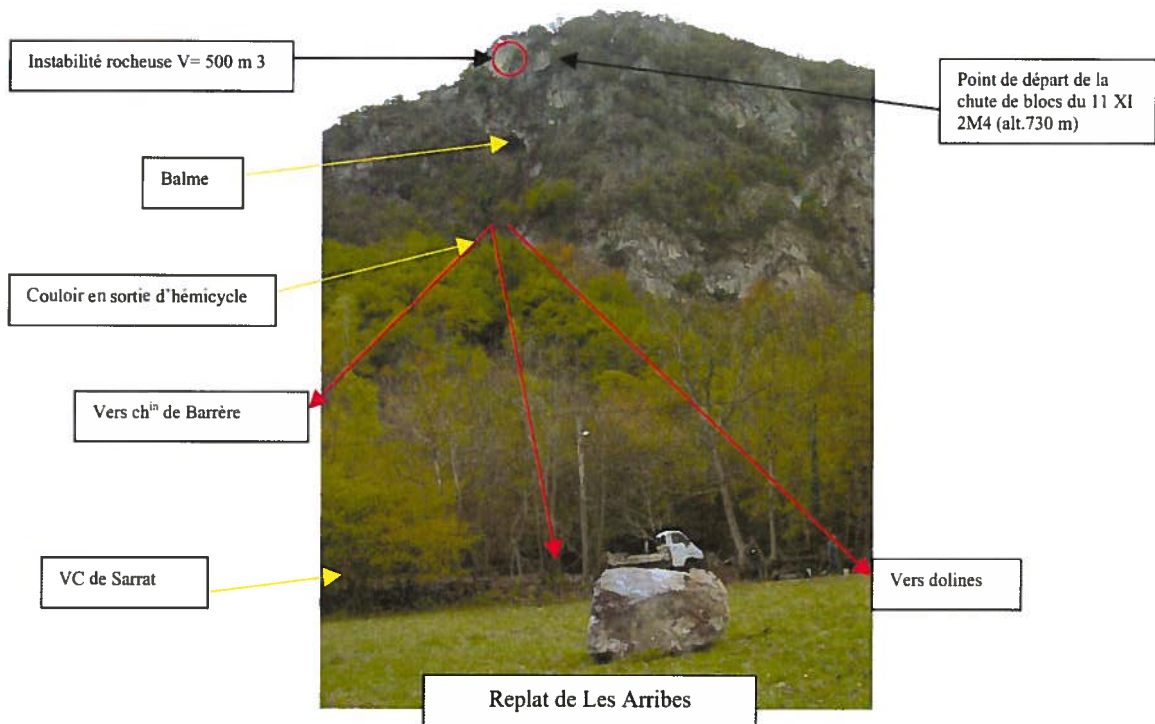 Instabilité rocheuse V= 500 m 3
Point de départ de la
chute de blocs du 11 XI
2M4 (alt.730 m)
Balme
Couloir en sortie d'hémicycle
Vers chin de Barrère
VC de Sarrat
Vers dolines
Replat de Les Arribes